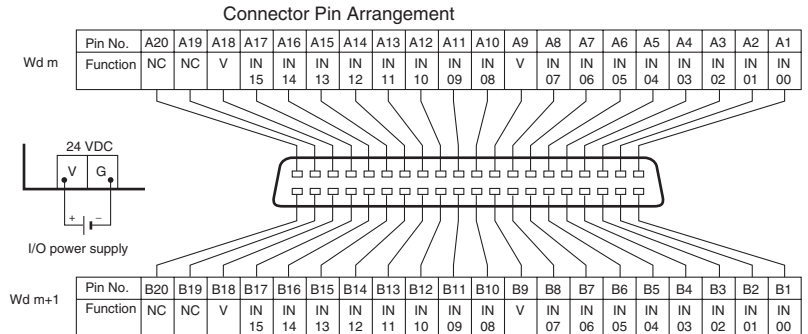 Connector Pin Arrangement
Pin No. A20 A19 A18 A17 A16 A15 A14 A13 A12 A11 A10 A9 A8 A7 A6 A5 A4 A3 A2 A1
Wd m
Function NC NC V IN IN IN IN IN IN IN IN V IN IN IN IN IN IN IN IN
15 14 13 12 11 10 09 08 07 06 05 04 03 02 01 00
24 VDC
V G
+ −
I/O power supply
Pin No. B20 B19 B18 B17 B16 B15 B14 B13 B12 B11 B10 B9 B8 B7 B6 B5 B4 B3 B2 B1
Wd m+1
Function NC NC V IN IN IN IN IN IN IN IN V IN IN IN IN IN IN IN IN
15 14 13 12 11 10 09 08 07 06 05 04 03 02 01 00